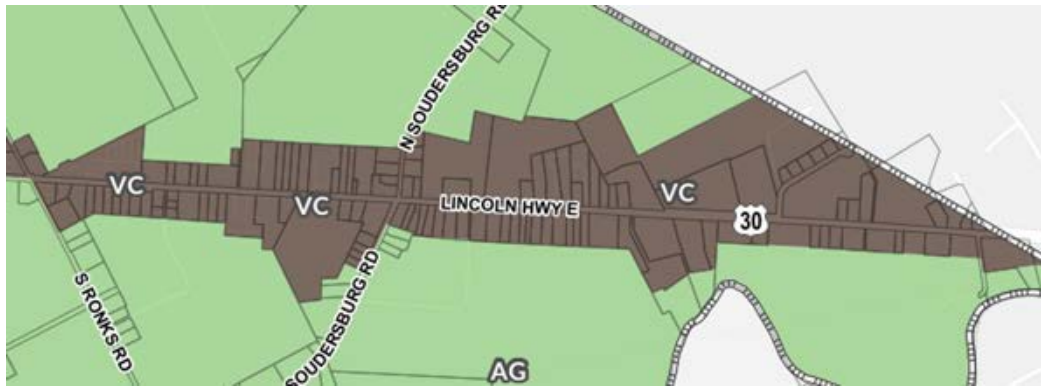 N SOUDERSBURG RD
VC
VC
LINCOLN HWY E
VC
30
S RONKS RD
SOUDERSBURG RD
AG